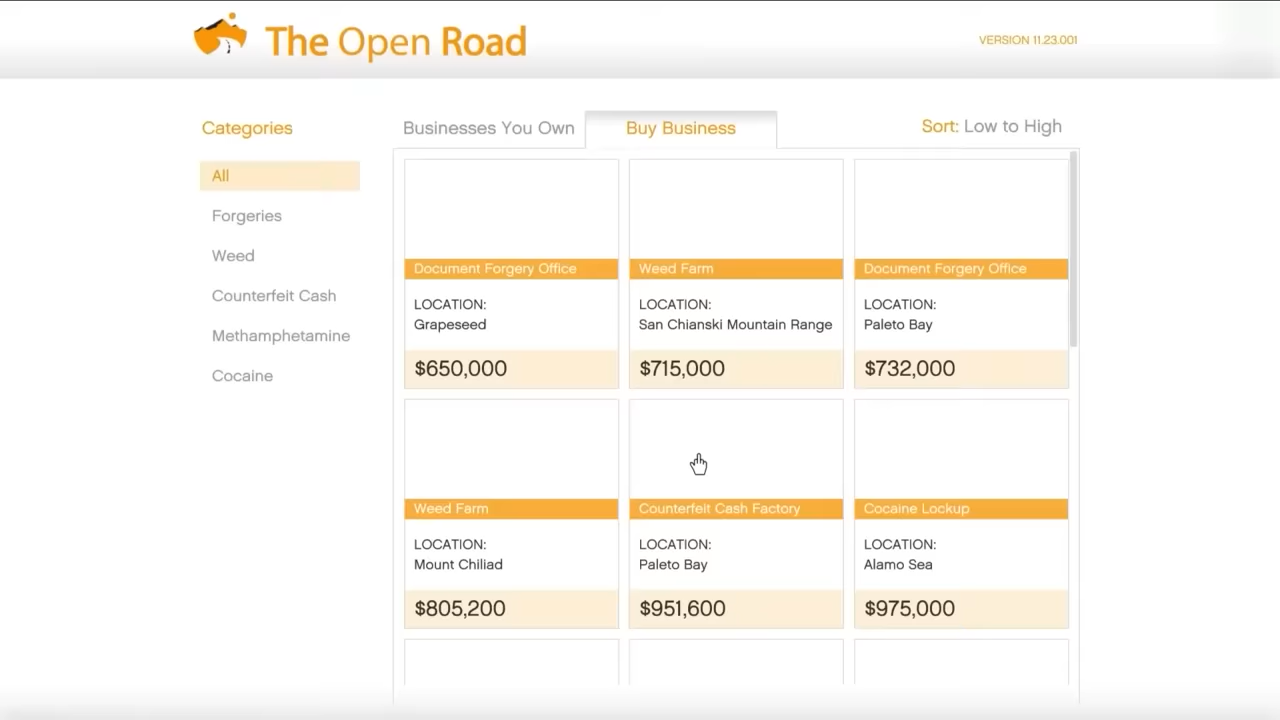 The Open Road
VERSION 11.23.001
Categories
Businesses You Own
Buy Business
Sort: Low to High
All
Forgeries
Weed
Counterfeit Cash
Methamphetamine
Cocaine
Document Forgery Office
LOCATION:
Grapeseed
$650,000
Weed Farm
LOCATION:
San Chianski Mountain Range
$715,000
Document Forgery Office
LOCATION:
Paleto Bay
$732,000
Weed Farm
LOCATION:
Mount Chiliad
$805,200
Counterfeit Cash Factory
LOCATION:
Paleto Bay
$951,600
Cocaine Lockup
LOCATION:
Alamo Sea
$975,000